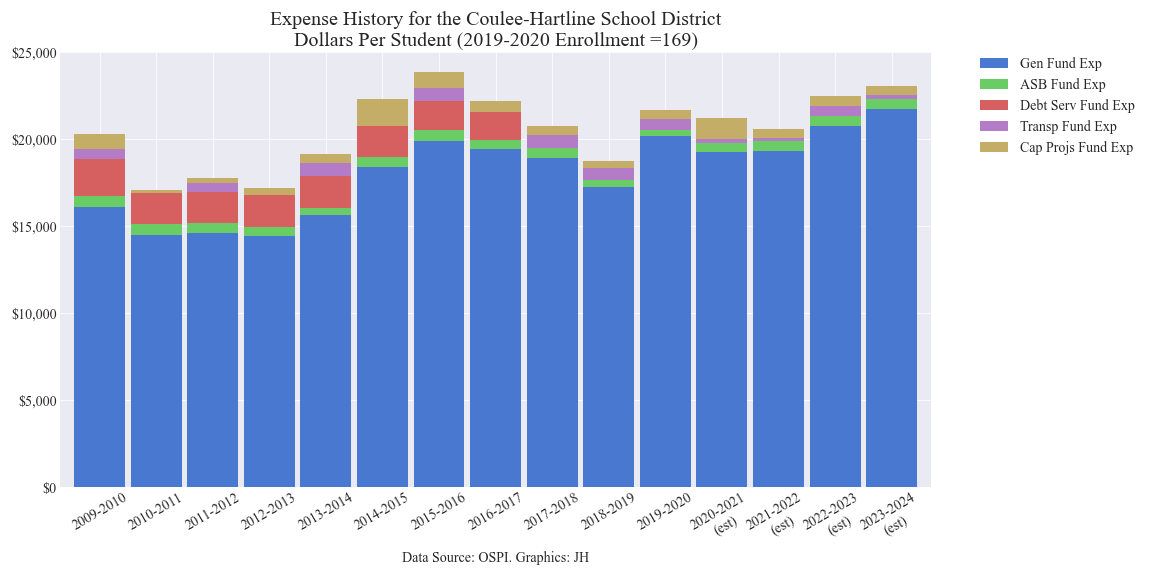 Expense History for the Coulee-Hartline School District
Dollars Per Student (2019-2020 Enrollment =169)
$25,000
$20,000
$15,000
$10,000
$5,000
$0
Gen Fund Exp
ASB Fund Exp
Debt Serv Fund Exp
Transp Fund Exp
Cap Projs Fund Exp
2009-2010
2010-2011
2011-2012
2012-2013
2013-2014
2014-2015
2015-2016
2016-2017
2017-2018
2018-2019
2019-2020
2020-2021
(est)
2021-2022
(est)
2022-2023
(est)
2023-2024
(est)
Data Source: OSPI. Graphics: JH